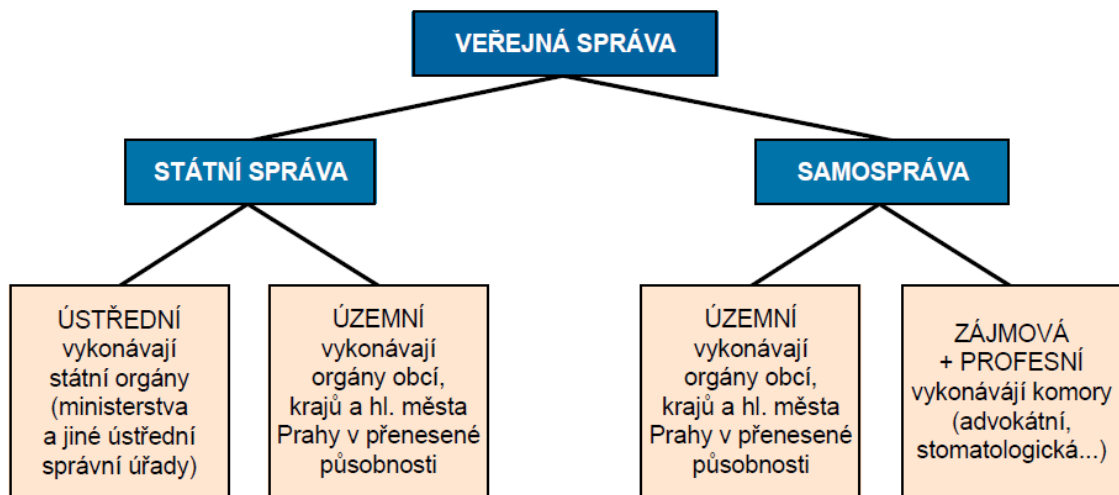 VEŘEJNÁ SPRÁVA
STÁTNÍ SPRÁVA
SAMOSPRÁVA
ÚSTŘEDNÍ
vykonávají
státní orgány
(ministerstva
a jiné ústřední
správní úřady)
ÚZEMNÍ
vykonávají
orgány obcí,
krajů a hl. města
Prahy v přenesené
působnosti
ÚZEMNÍ
vykonávají
orgány obcí,
krajů a hl. města
Prahy v přenesené
působnosti
ZÁJMOVÁ
+ PROFESNÍ
vykonávájí komory
(advokátní,
stomatologická...)